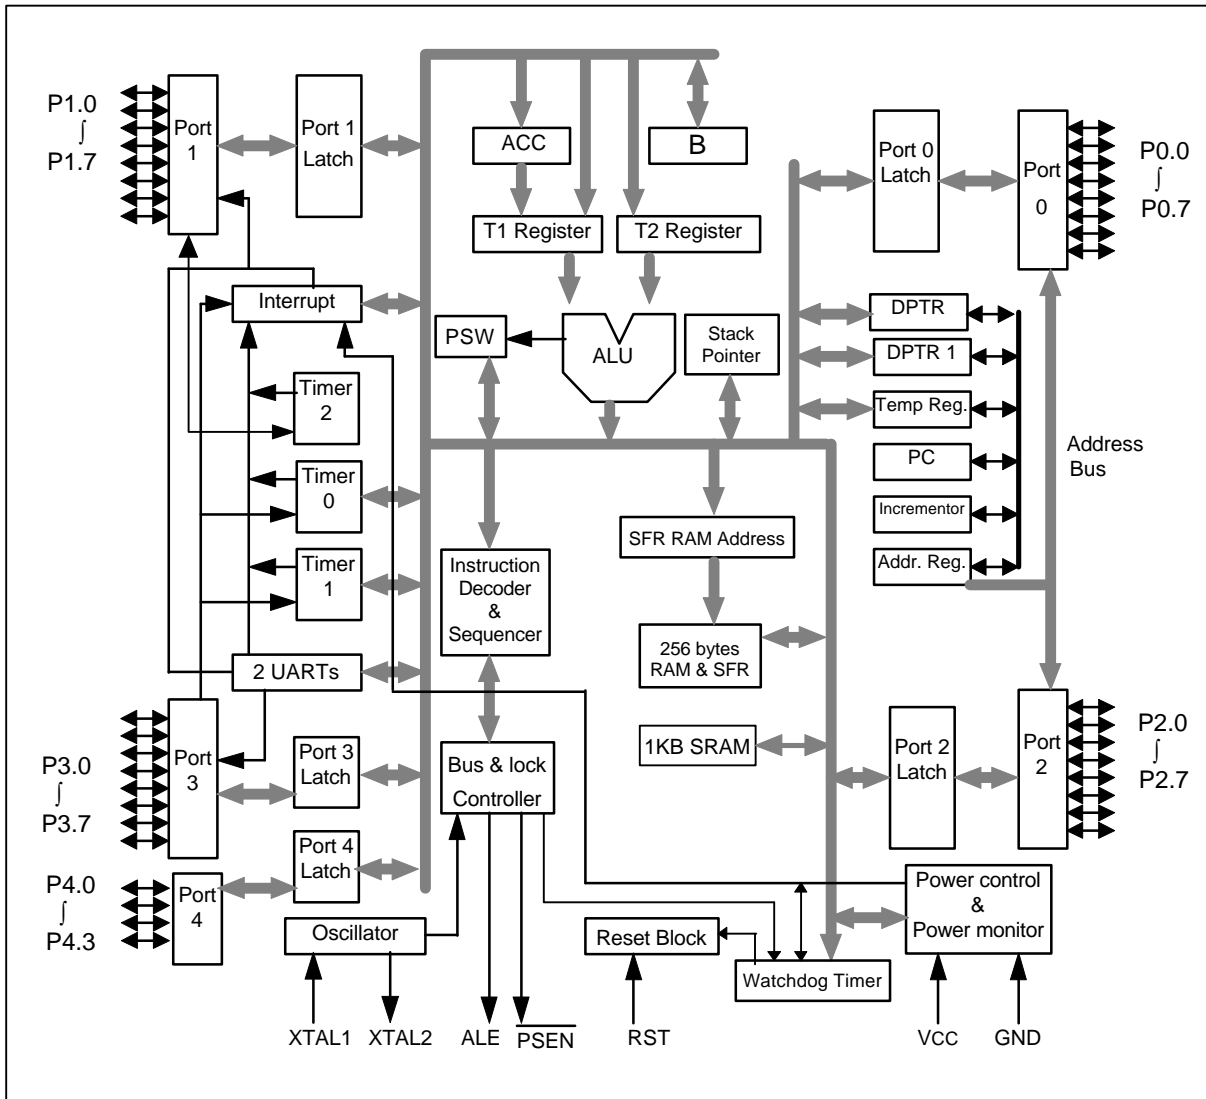 P1.0
∫
P1.7
Port
1
Port 1
Latch
ACC
B
T1 Register
T2 Register
Port 0
Latch
Port
0
P0.0
∫
P0.7
Interrupt
PSW
ALU
Stack
Pointer
DPTR
DPTR 1
Temp Reg.
PC
Incrementor
Addr. Reg.
Address
Bus
Timer
2
Timer
0
Timer
1
2 UARTs
Instruction
Decoder
&
Sequencer
SFR RAM Address
256 bytes
RAM & SFR
1KB SRAM
P3.0
∫
P3.7
Port
3
Port 3
Latch
Bus & lock
Controller
Port 2
Latch
Port
2
P2.0
∫
P2.7
P4.0
∫
P4.3
Port
4
Port 4
Latch
Oscillator
Reset Block
Watchdog Timer
Power control
&
Power monitor
XTAL1
XTAL2
ALE
PSEN
RST
VCC
GND